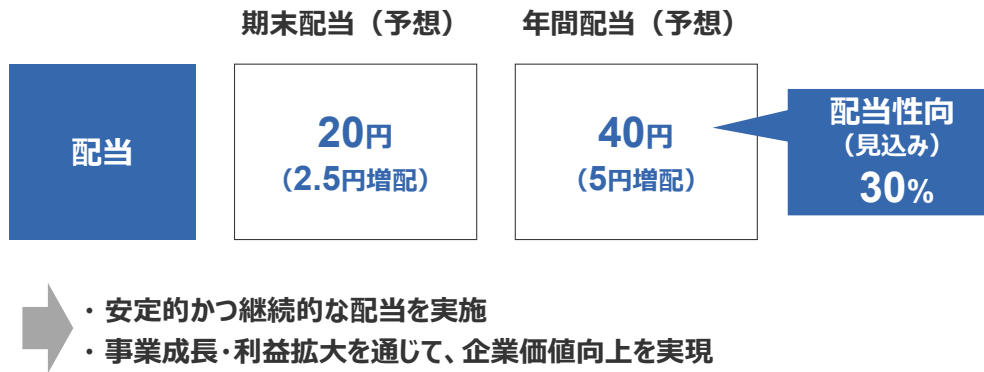 期末配当（予想）
年間配当（予想）
配当
20円
（2.5円増配）
40円
（5円増配）
配当性向
（見込み）
30%
・ 安定的かつ継続的な配当を実施
・ 事業成長・利益拡大を通じて、企業価値向上を実現